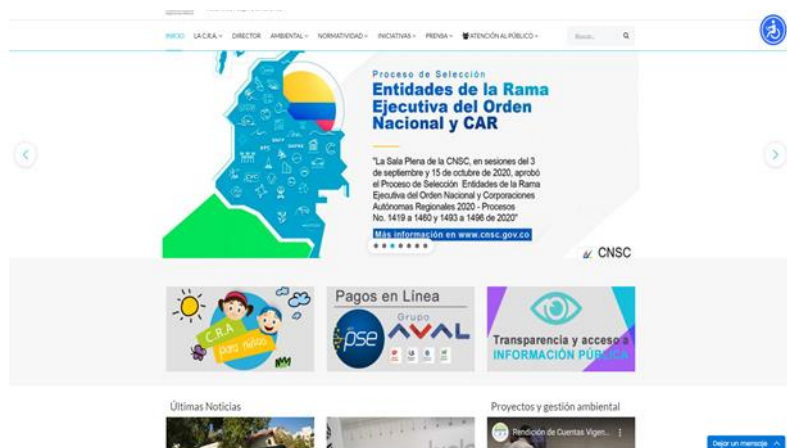 INICIO LA C.R.A. DIRECTOR AMBIENTAL NORMATIVIDAD INICIATIVAS PRENSA ATENCIÓN AL PÚBLICO Buscar...
Proceso de Selección
Entidades de la Rama
Ejecutiva del Orden
Nacional y CAR
"La Sala Plena de la CNSC, en sesiones del 3
de septiembre y 15 de octubre de 2020, aprobó
el Proceso de Selección Entidades de la Rama
Ejecutiva del Orden Nacional y Corporaciones
Autónomas Regionales 2020 - Procesos
No. 1419 a 1460 y 1493 a 1496 de 2020"
Más información en www.cnsc.gov.co
CNSC
C.R.A
para niños
Pagos en Línea
pse
Grupo
AVAL
Transparencia y acceso a
INFORMACIÓN PÚBLICA
Últimas Noticias
Proyectos y gestión ambiental
Rendición de Cuentas Vigen...
Dejar un mensaje